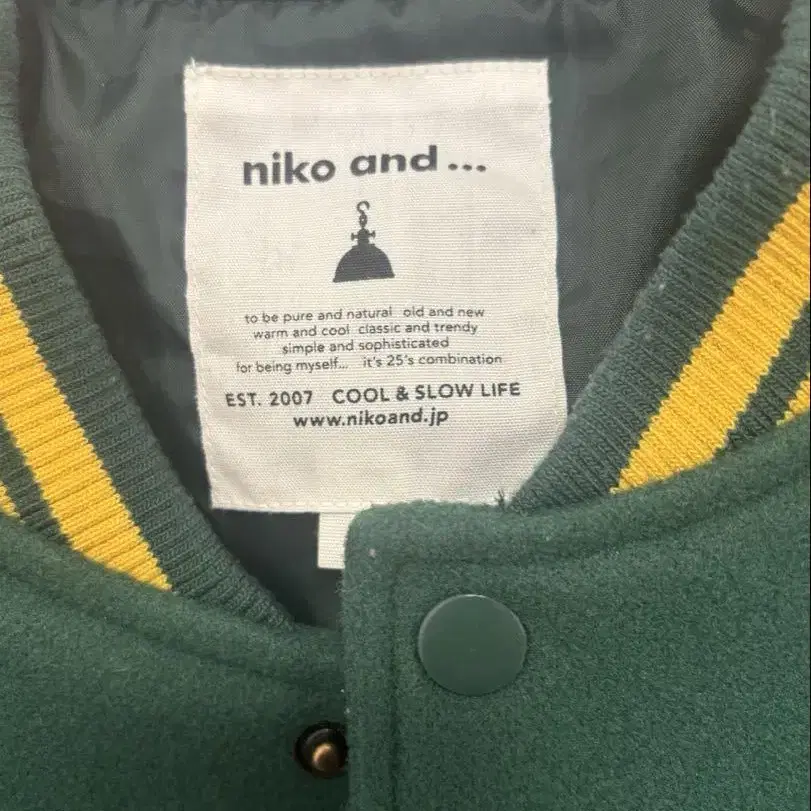 niko and...
to be pure and natural old and new
warm and cool classic and trendy
simple and sophisticated
for being myself... it's 25's combination
EST. 2007 COOL & SLOW LIFE
www.nikoand.jp